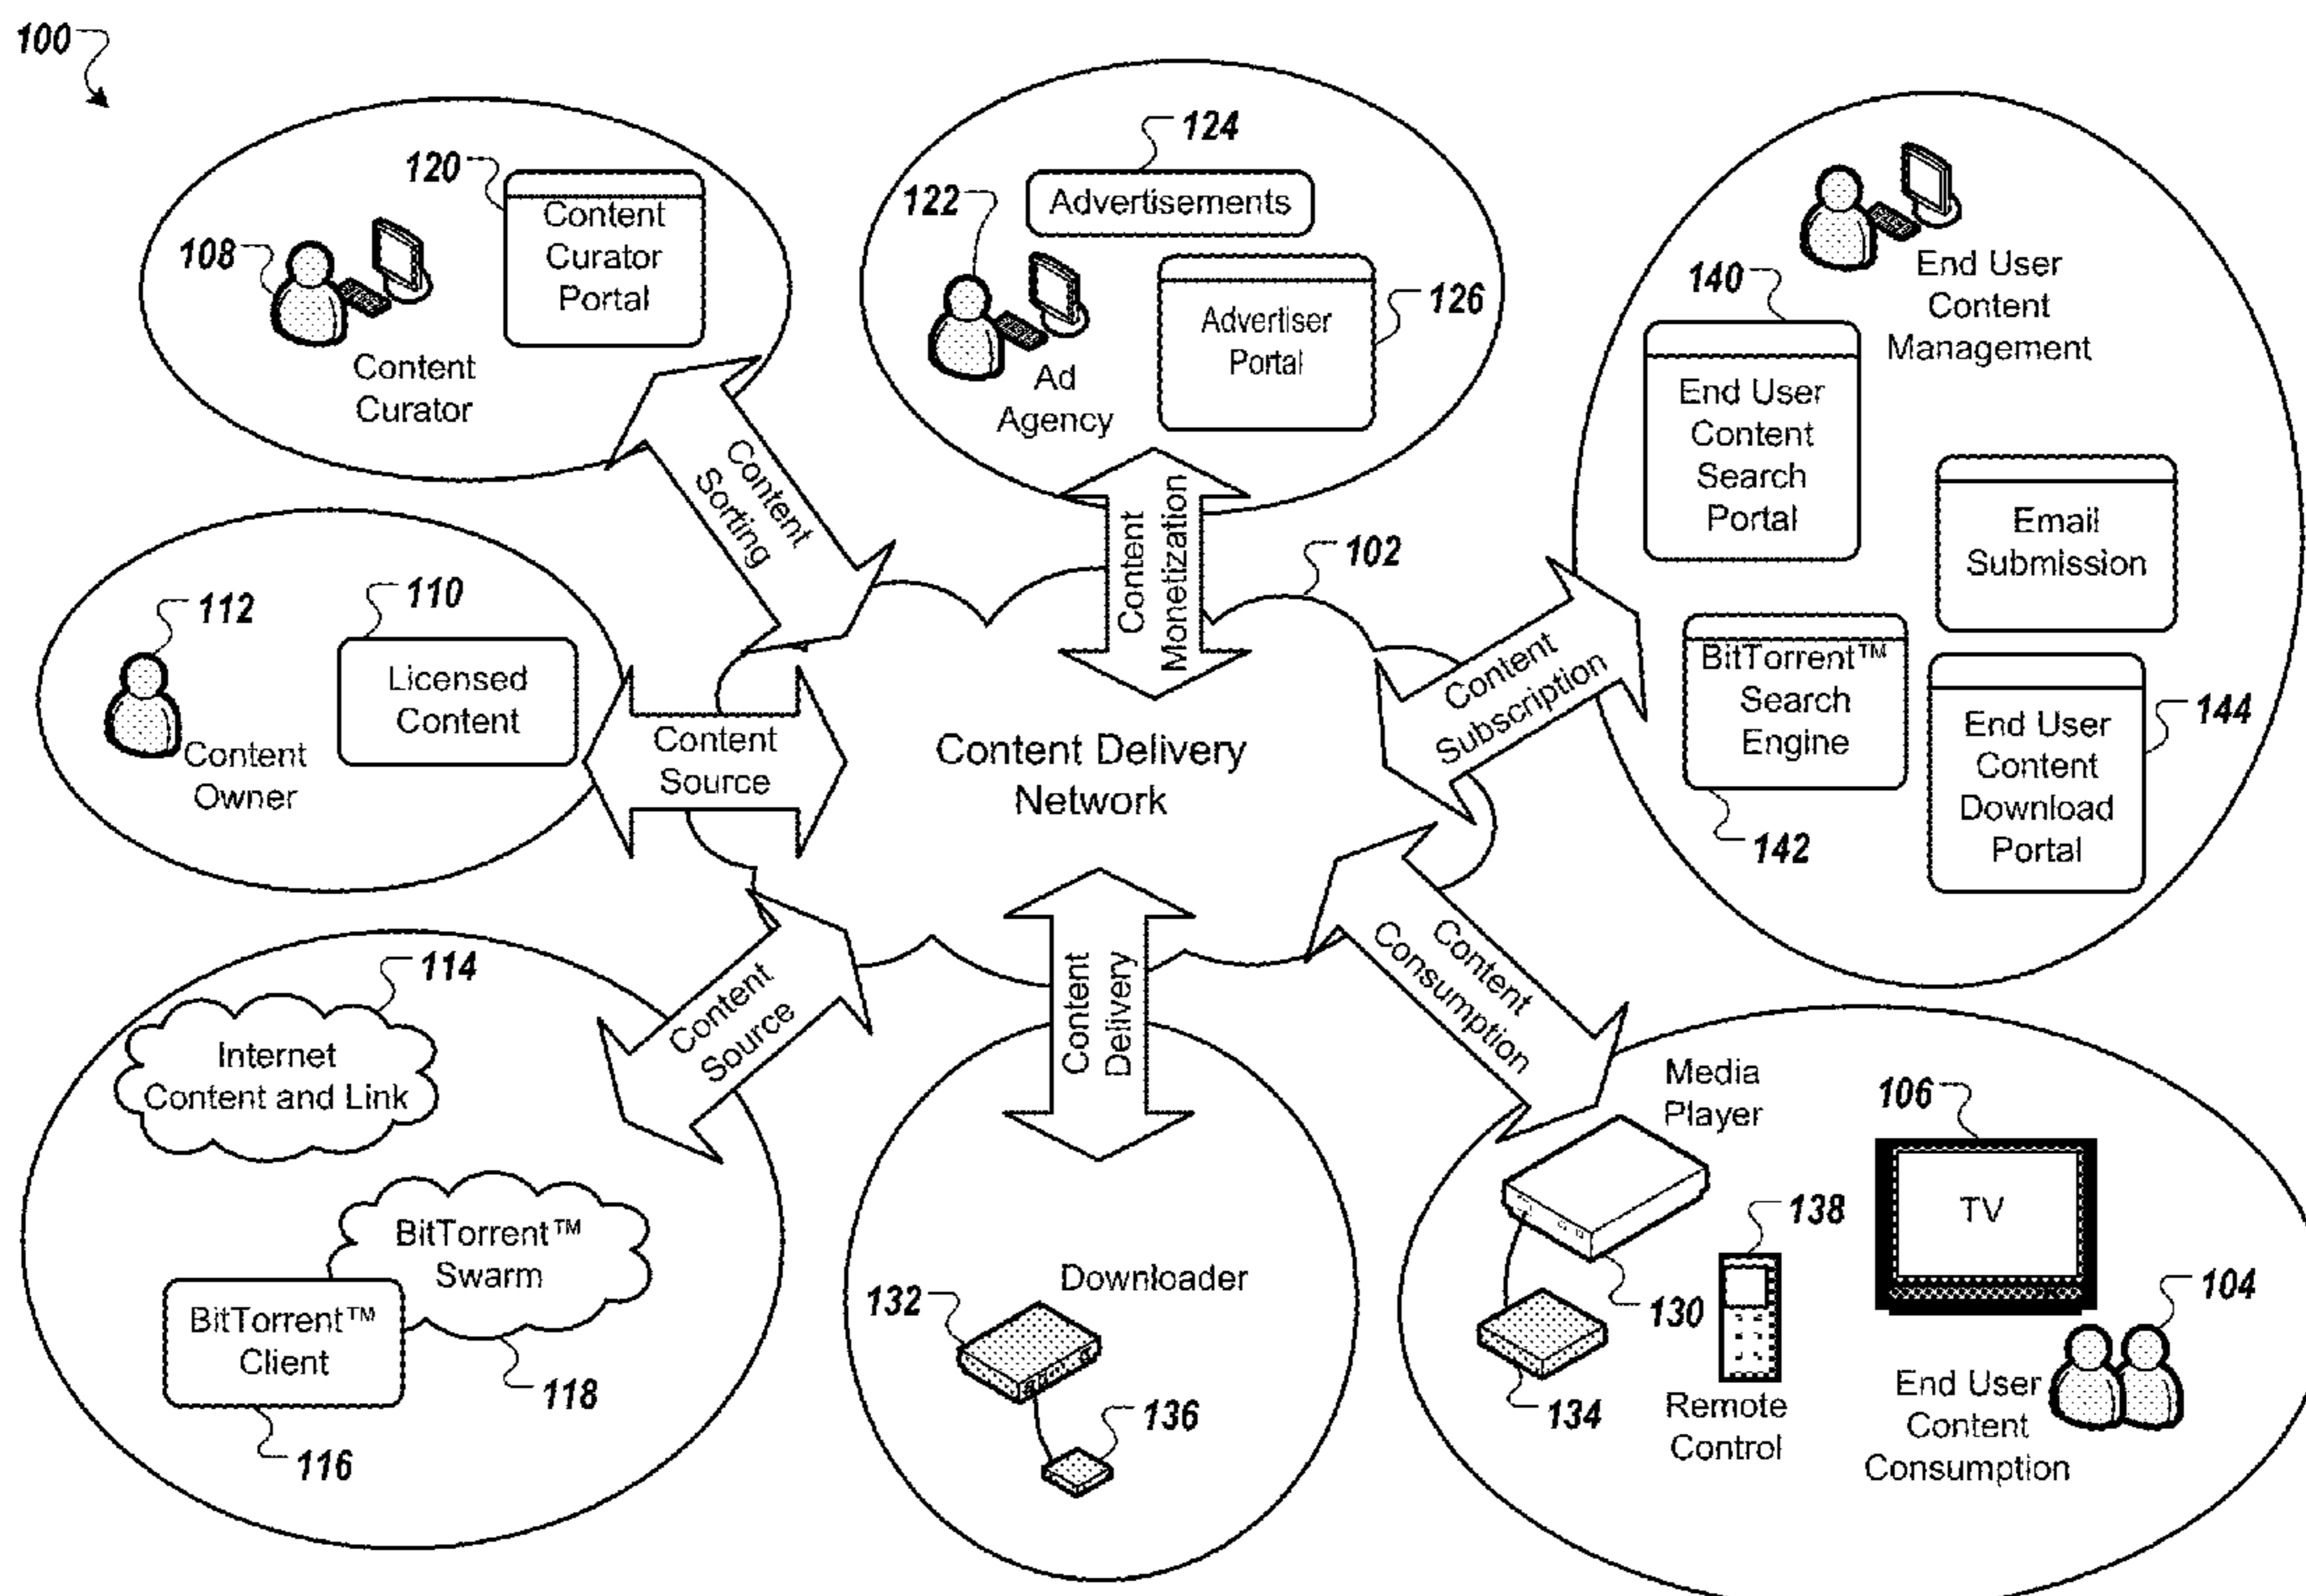 100
120
Content
Curator
Portal
108
Content
Curator
124
Advertisements
122
Advertiser
Portal
126
Ad
Agency
End User
Content
Management
140
End User
Content
Search
Portal
Email
Submission
BitTorrent™
Search
Engine
142
End User
Content
Download
Portal
144
Content
Sorting
Content
Monetization
102
Content
Subscription
112
110
Licensed
Content
Content
Owner
Content
Source
Content Delivery
Network
114
Internet
Content and Link
Content
Source
BitTorrent™
Swarm
BitTorrent™
Client
118
116
Content
Delivery
Downloader
132
136
Content
Consumption
Media
Player
106
TV
138
130
134
104
Remote
Control
End User
Content
Consumption